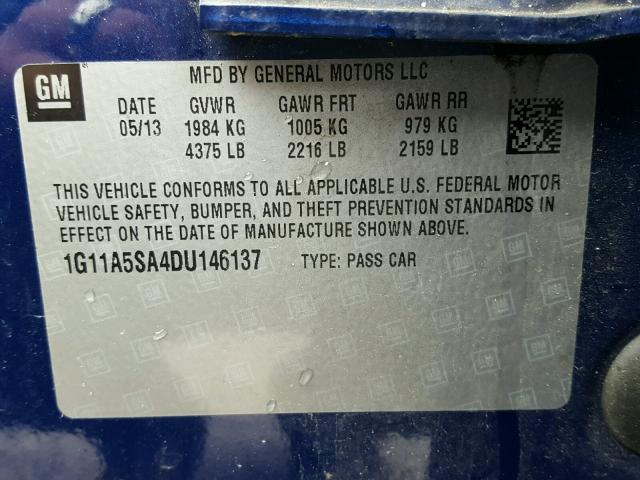 GM
MFD BY GENERAL MOTORS LLC
DATE GVWR GAWR FRT GAWR RR
05/13 1984 KG 1005 KG 979 KG
4375 LB 2216 LB 2159 LB
THIS VEHICLE CONFORMS TO ALL APPLICABLE U.S. FEDERAL MOTOR
VEHICLE SAFETY, BUMPER, AND THEFT PREVENTION STANDARDS IN
EFFECT ON THE DATE OF MANUFACTURE SHOWN ABOVE.
1G11A5SA4DU146137 TYPE: PASS CAR